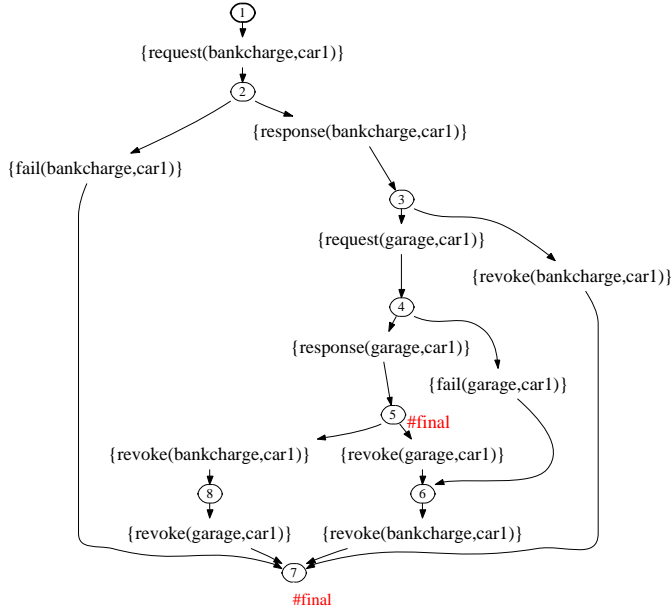 1
{request(bankcharge,car1)}
2
{response(bankcharge,car1)}
{fail(bankcharge,car1)}
3
{request(garage,car1)}
{revoke(bankcharge,car1)}
4
{response(garage,car1)}
{fail(garage,car1)}
5
#final
{revoke(bankcharge,car1)}
{revoke(garage,car1)}
8
6
{revoke(garage,car1)}
{revoke(bankcharge,car1)}
7
#final